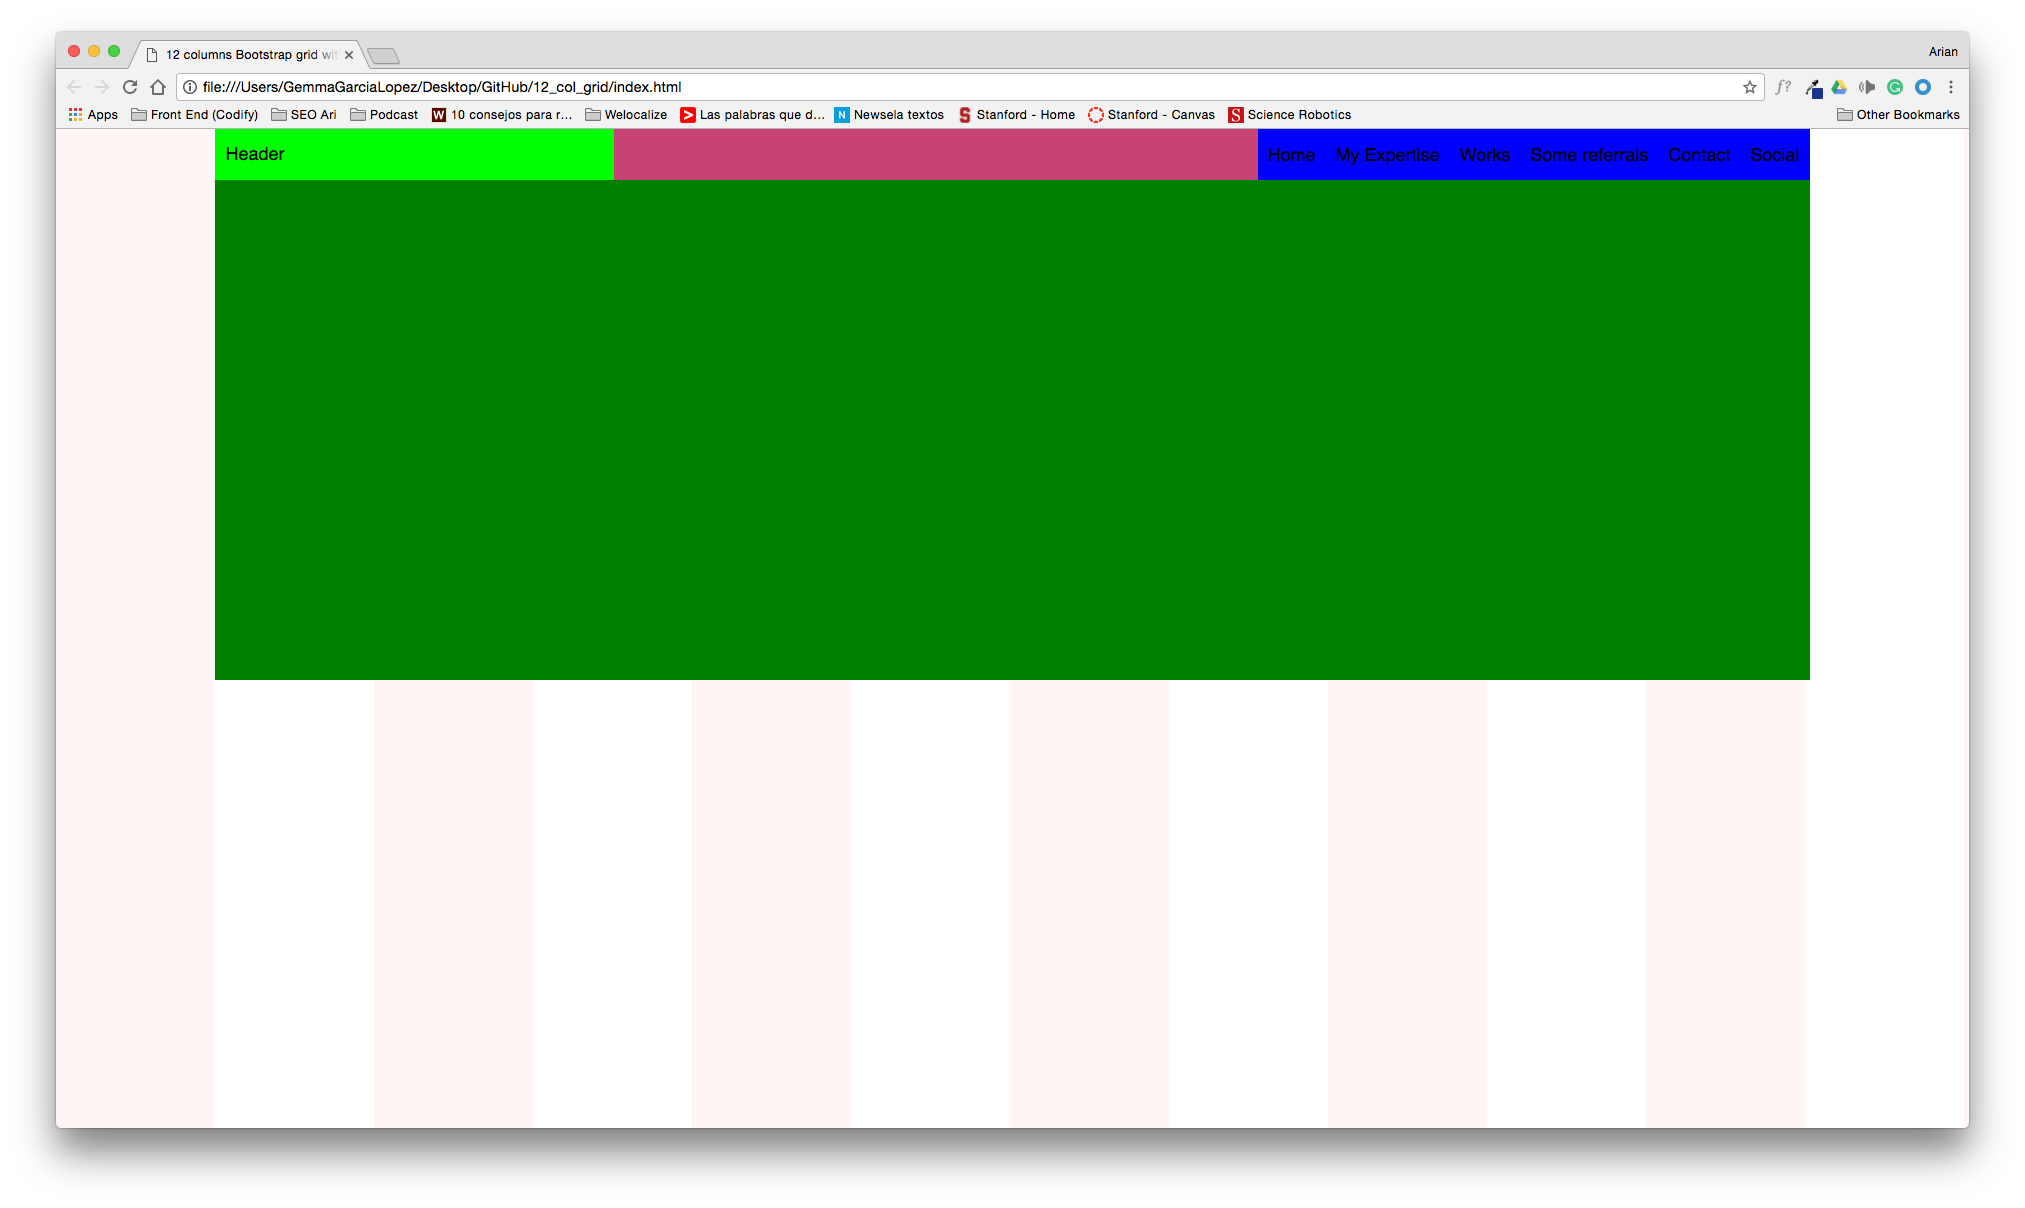 12 columns Bootstrap grid wit
Arian
file:///Users/GemmaGarciaLopez/Desktop/GitHub/12_col_grid/index.html
f?
Apps Front End (Codify) SEO Ari Podcast W 10 consejos para r... Welocalize Las palabras que d... N Newsela textos S Stanford - Home Stanford - Canvas S Science Robotics Other Bookmarks
Header Home My Expertise Works Some referrals Contact Social